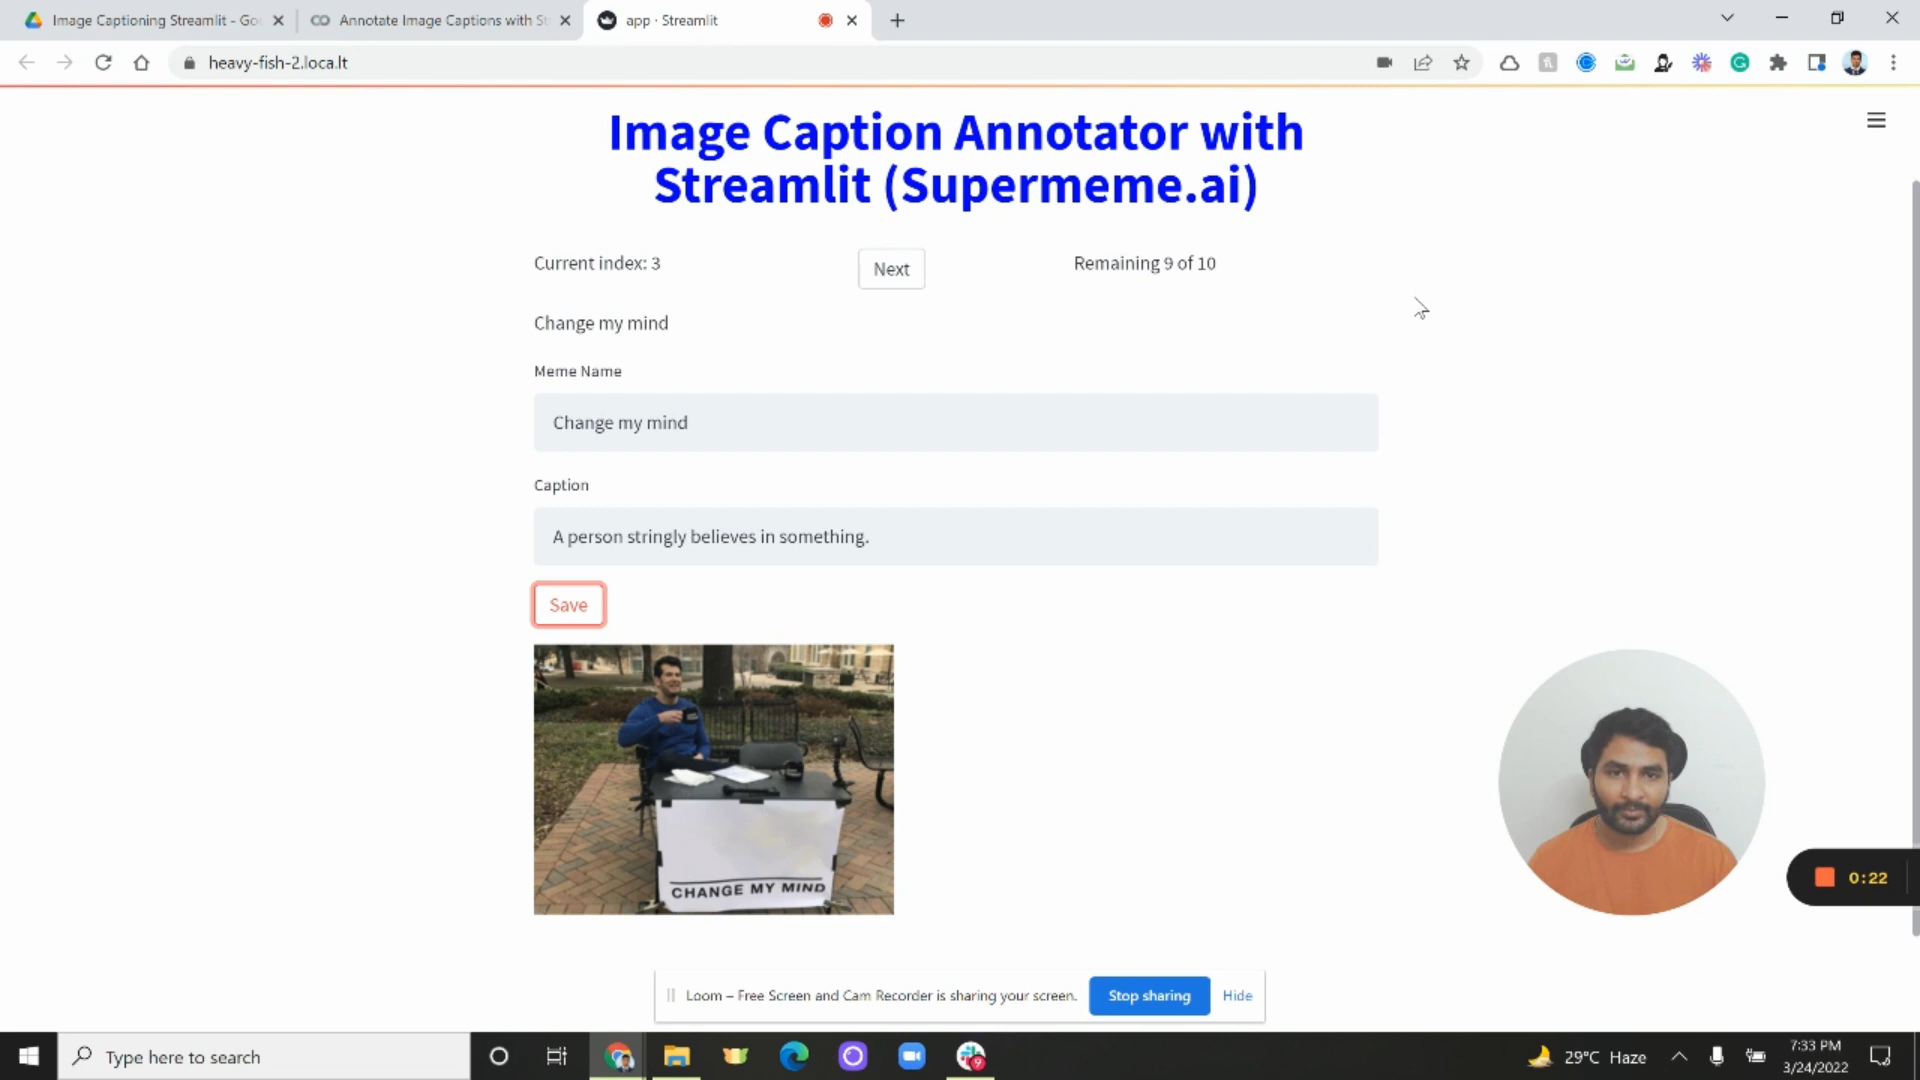 Image Captioning Streamlit - Go
Annotate Image Captions with St
app · Streamlit
heavy-fish-2.loca.lt
Image Caption Annotator with
Streamlit (Supermeme.ai)
Current index: 3
Next
Remaining 9 of 10
Change my mind
Meme Name
Change my mind
Caption
A person stringly believes in something.
Save
CHANGE MY MIND
0:22
Loom – Free Screen and Cam Recorder is sharing your screen.
Stop sharing
Hide
Type here to search
9
29°C Haze
7:33 PM
3/24/2022